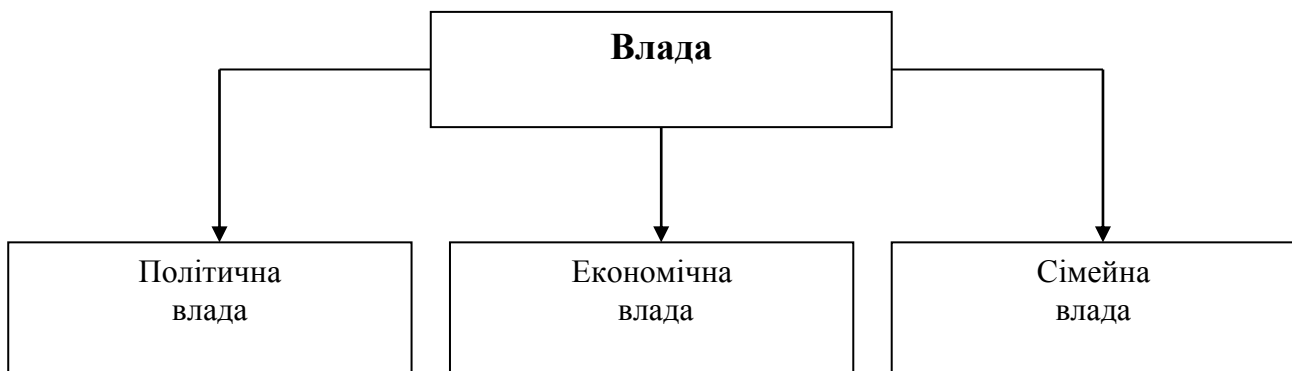 Влада
Політична
влада
Економічна
влада
Сімейна
влада